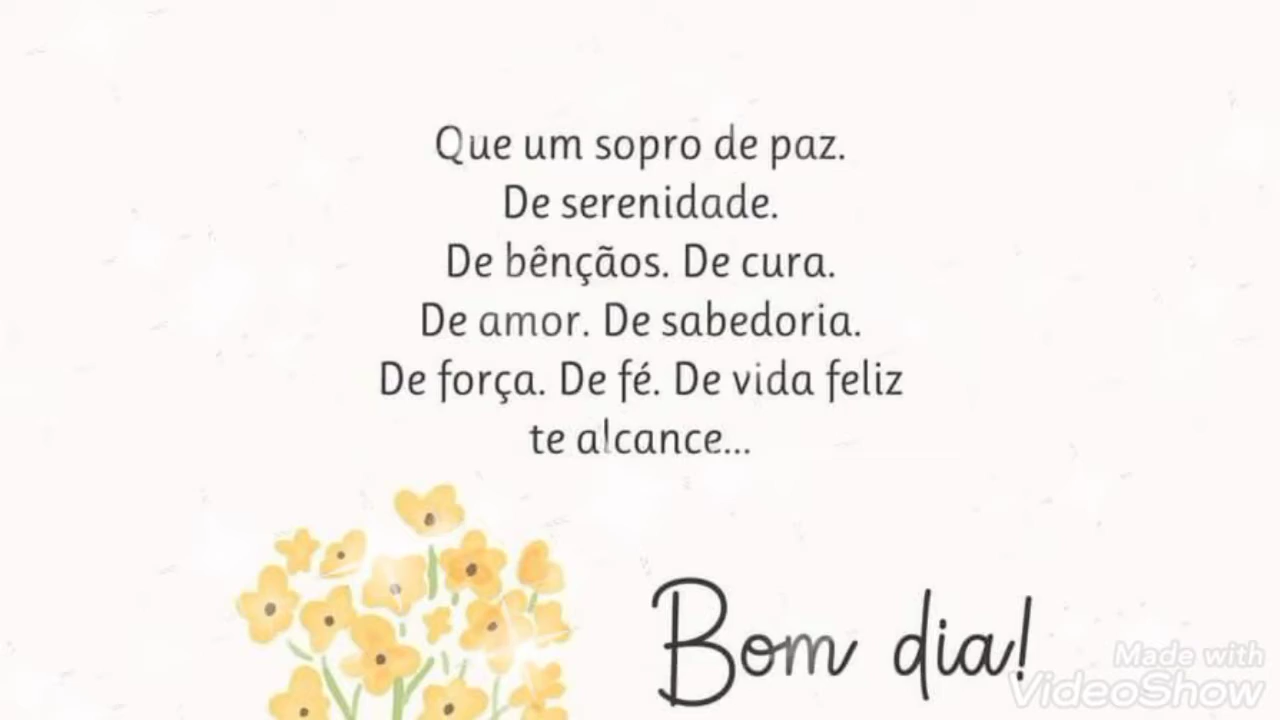 Que um sopro de paz.
De serenidade.
De bênçãos. De cura.
De amor. De sabedoria.
De força. De fé. De vida feliz
te alcance...
Bom dia!
Made with
VideoShow